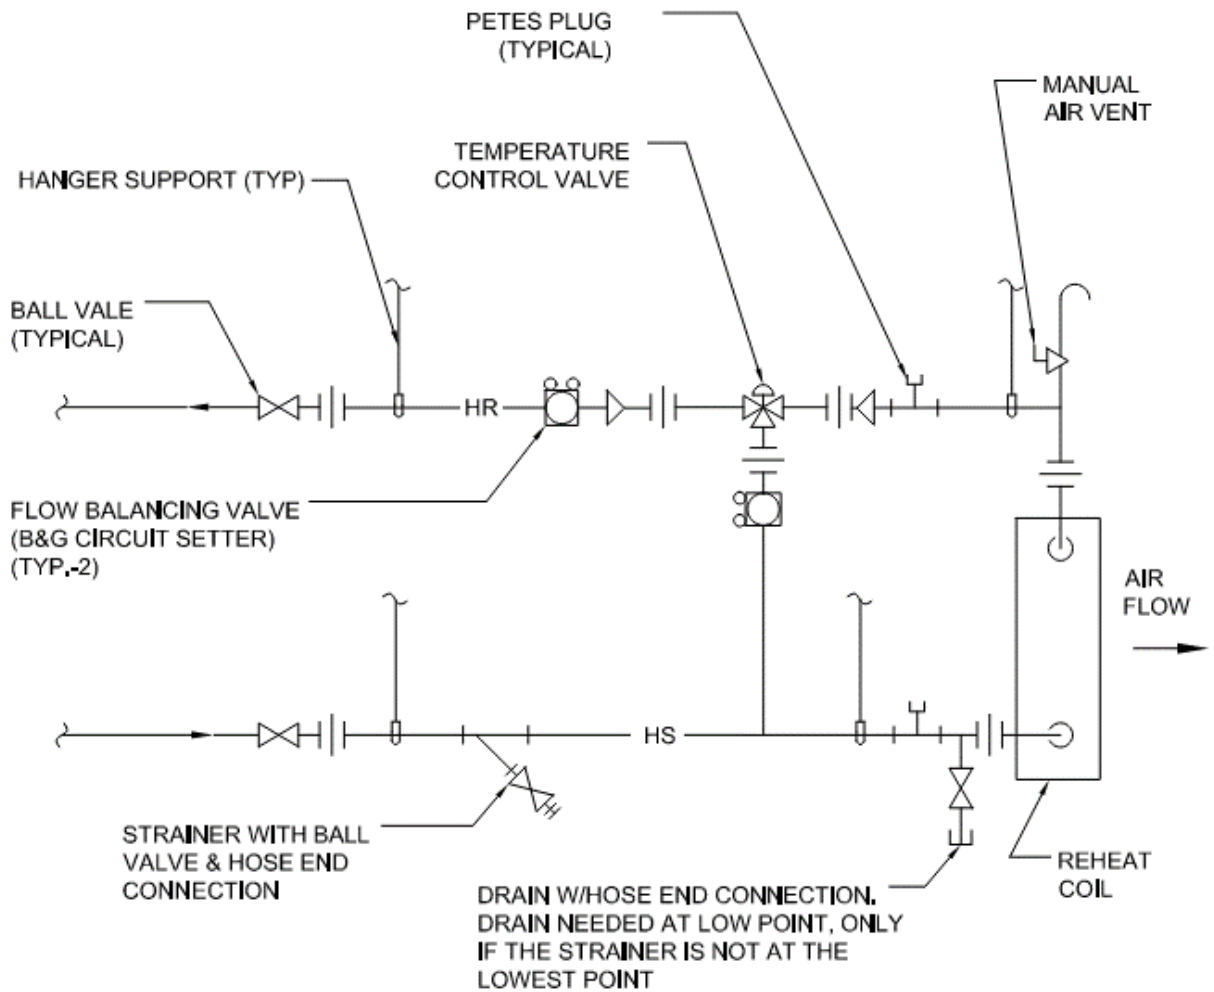 PETES PLUG
(TYPICAL)
MANUAL
AIR VENT
TEMPERATURE
CONTROL VALVE
HANGER SUPPORT (TYP)
BALL VALE
(TYPICAL)
HR
FLOW BALANCING VALVE
(B&G CIRCUIT SETTER)
(TYP.-2)
AIR
FLOW
HS
STRAINER WITH BALL
VALVE & HOSE END
CONNECTION
REHEAT
COIL
DRAIN W/HOSE END CONNECTION.
DRAIN NEEDED AT LOW POINT, ONLY
IF THE STRAINER IS NOT AT THE
LOWEST POINT